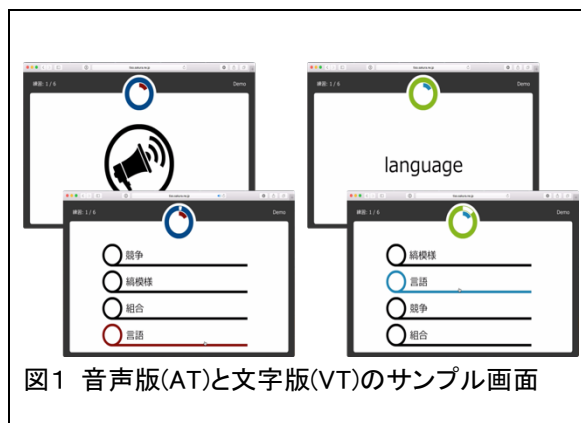 練習: 1 / 6
Demo
練習: 1 / 6
Demo
language
練習: 1 / 6
Demo
競争
縞模様
組合
言語
練習: 1 / 6
Demo
縞模様
言語
競争
組合
図1 音声版(AT)と文字版(VT)のサンプル画面